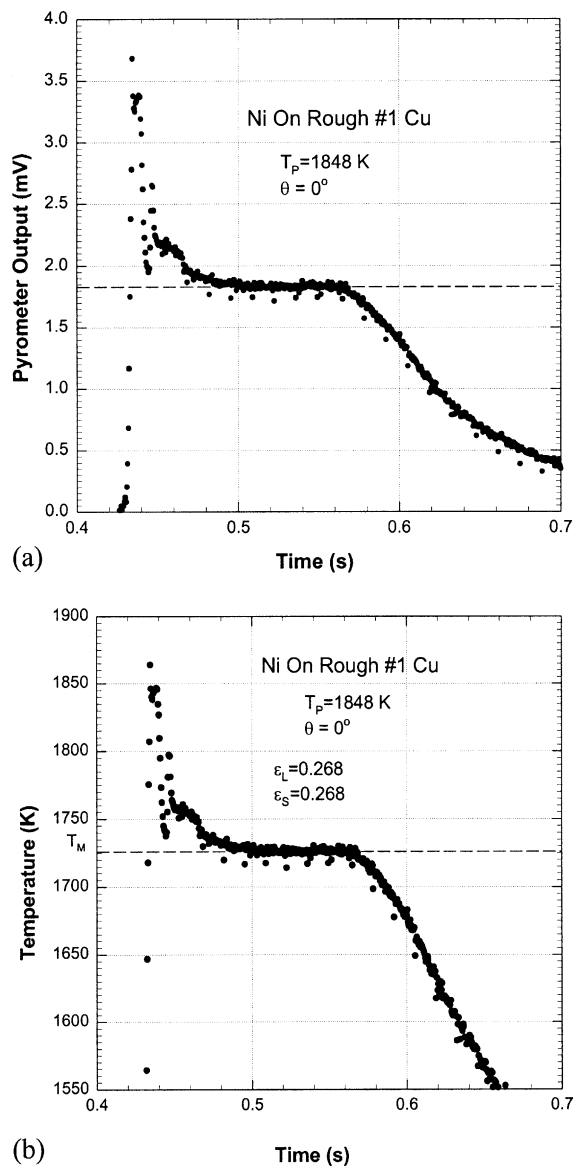 4.0
3.5
3.0
2.5
2.0
1.5
1.0
0.5
0.0
Pyrometer Output (mV)
Ni On Rough #1 Cu
T_P=1848 K
θ = 0°
0.4 0.5 0.6 0.7
(a) Time (s)
1900
1850
1800
1750
T_M
1700
1650
1600
1550
Temperature (K)
Ni On Rough #1 Cu
T_P=1848 K
θ = 0°
ε_L=0.268
ε_S=0.268
0.4 0.5 0.6 0.7
(b) Time (s)